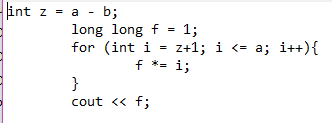 int z = a - b;
long long f = 1;
for (int i = z+1; i <= a; i++){
f *= i;
}
cout << f;